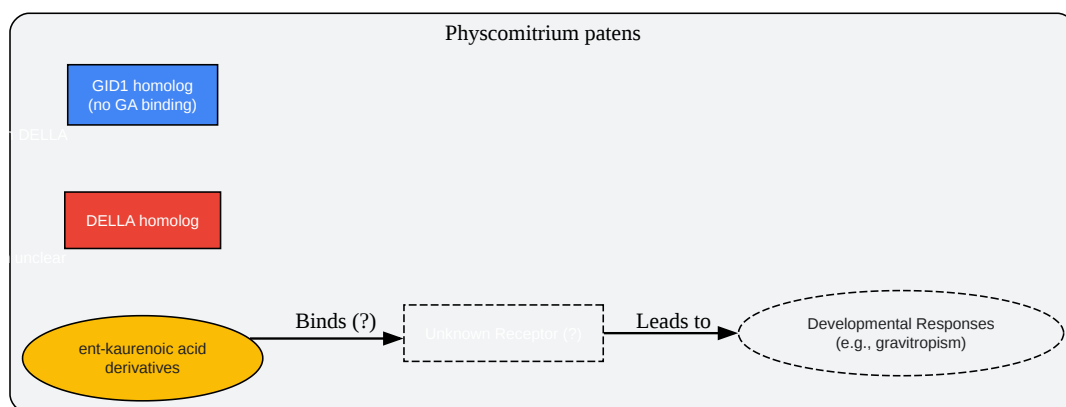 Physcomitrium patens
GID1 homolog
(no GA binding)
DELLA
DELLA homolog
unclear
Binds (?)
Unknown Receptor (?)
Leads to
Developmental Responses
(e.g., gravitropism)
ent-kaurenoic acid
derivatives